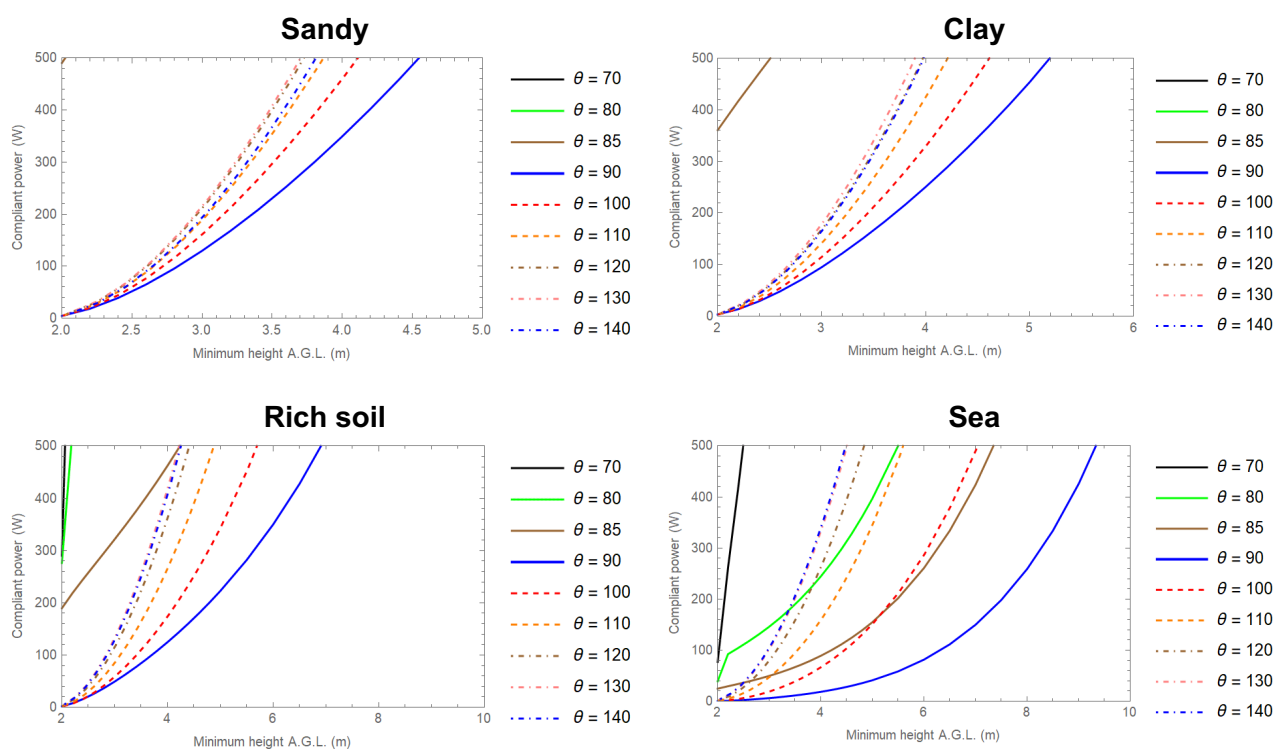 Sandy
Compliant power (W)
500
400
300
200
100
0
2.0 2.5 3.0 3.5 4.0 4.5 5.0
Minimum height A.G.L. (m)
θ = 70
θ = 80
θ = 85
θ = 90
θ = 100
θ = 110
θ = 120
θ = 130
θ = 140
Clay
Compliant power (W)
500
400
300
200
100
0
2 3 4 5 6
Minimum height A.G.L. (m)
θ = 70
θ = 80
θ = 85
θ = 90
θ = 100
θ = 110
θ = 120
θ = 130
θ = 140
Rich soil
Compliant power (W)
500
400
300
200
100
0
2 4 6 8 10
Minimum height A.G.L. (m)
θ = 70
θ = 80
θ = 85
θ = 90
θ = 100
θ = 110
θ = 120
θ = 130
θ = 140
Sea
Compliant power (W)
500
400
300
200
100
0
2 4 6 8 10
Minimum height A.G.L. (m)
θ = 70
θ = 80
θ = 85
θ = 90
θ = 100
θ = 110
θ = 120
θ = 130
θ = 140